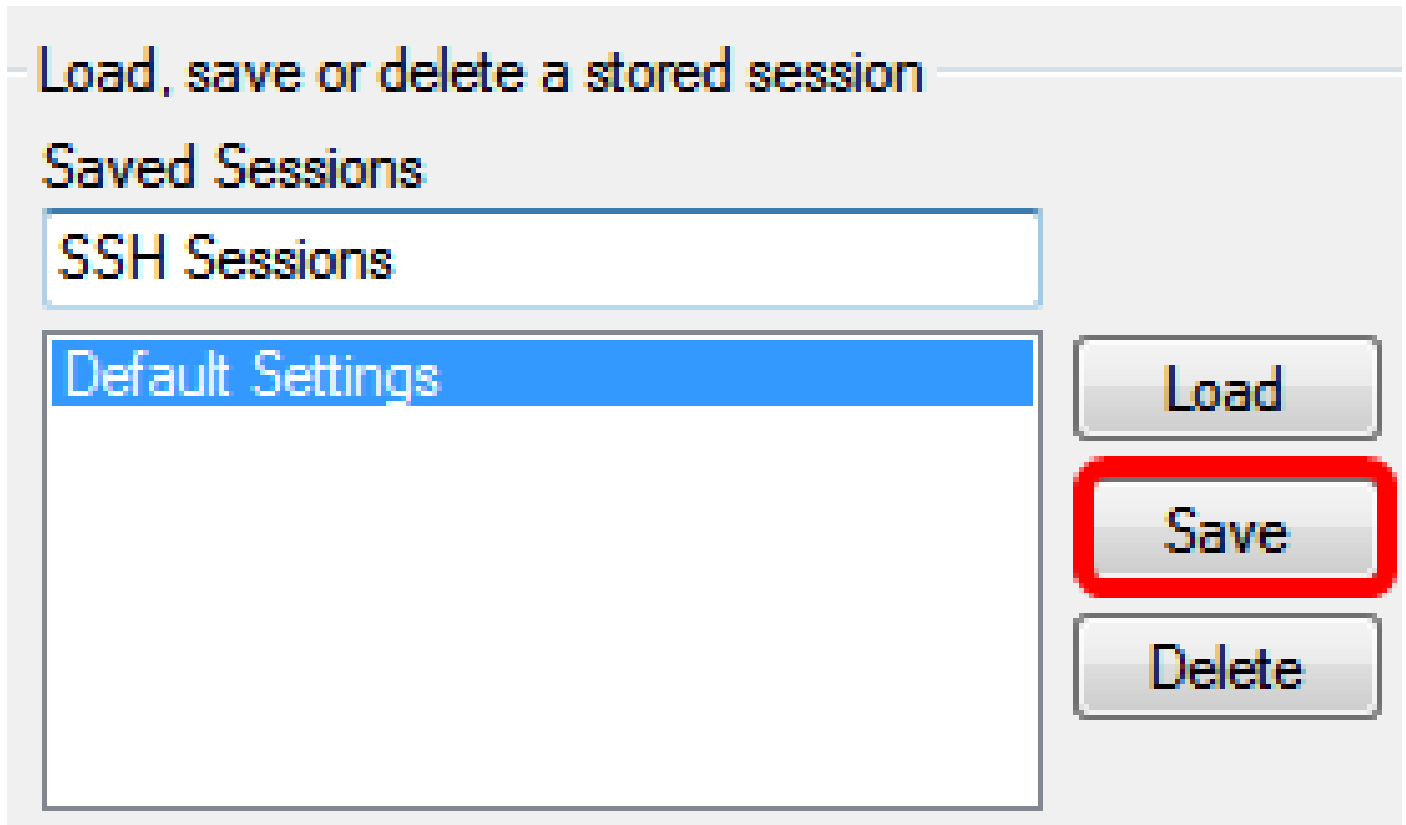 Load, save or delete a stored session
Saved Sessions
SSH Sessions
Default Settings
Load
Save
Delete